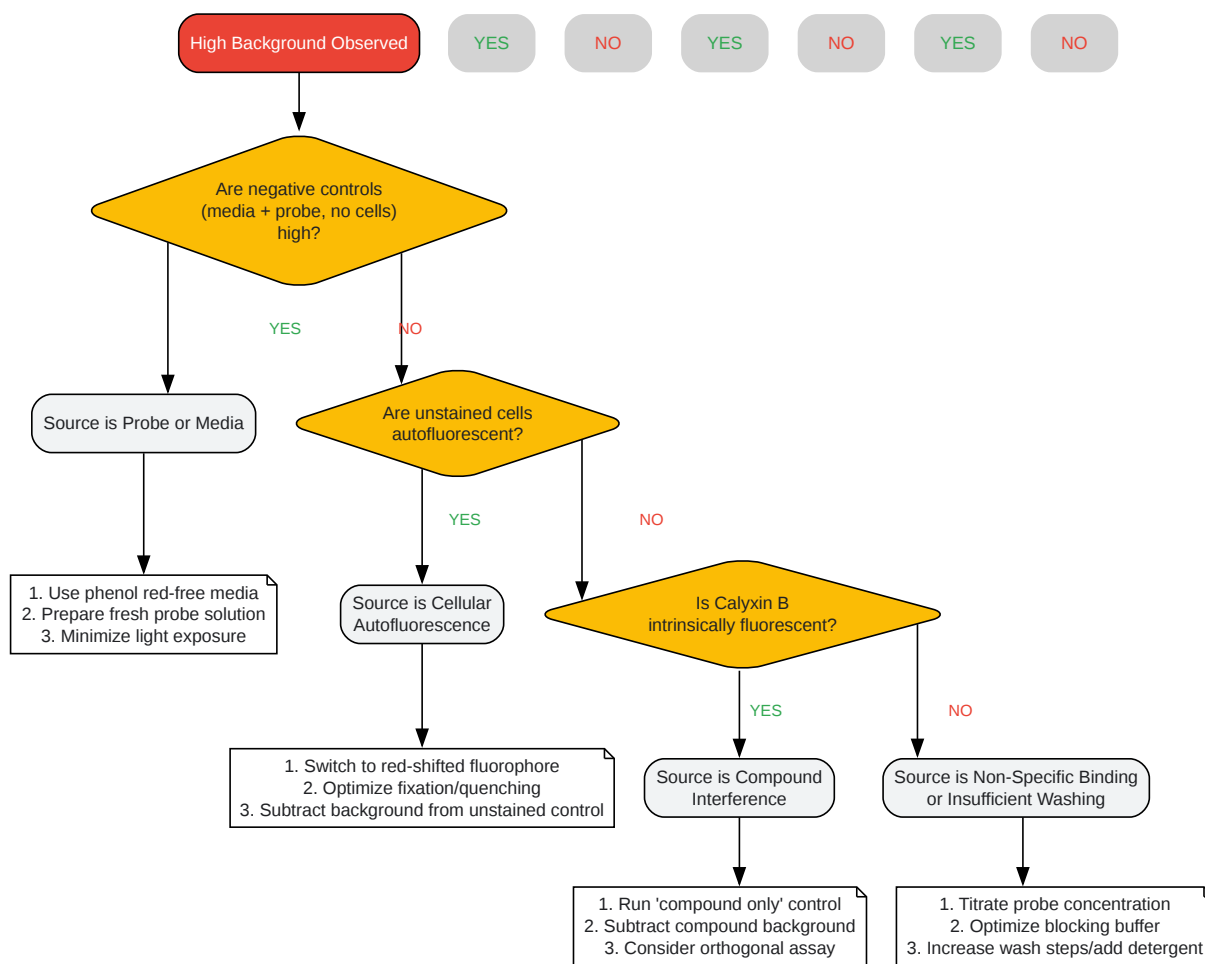 High Background Observed
YES
NO
YES
NO
YES
NO
Are negative controls
(media + probe, no cells)
high?
YES
NO
Source is Probe or Media
Are unstained cells
autofluorescent?
YES
NO
1. Use phenol red-free media
2. Prepare fresh probe solution
3. Minimize light exposure
Source is Cellular
Autofluorescence
Is Calyxin B
intrinsically fluorescent?
YES
NO
1. Switch to red-shifted fluorophore
2. Optimize fixation/quenching
3. Subtract background from unstained control
Source is Compound
Interference
Source is Non-Specific Binding
or Insufficient Washing
1. Run 'compound only' control
2. Subtract compound background
3. Consider orthogonal assay
1. Titrate probe concentration
2. Optimize blocking buffer
3. Increase wash steps/add detergent